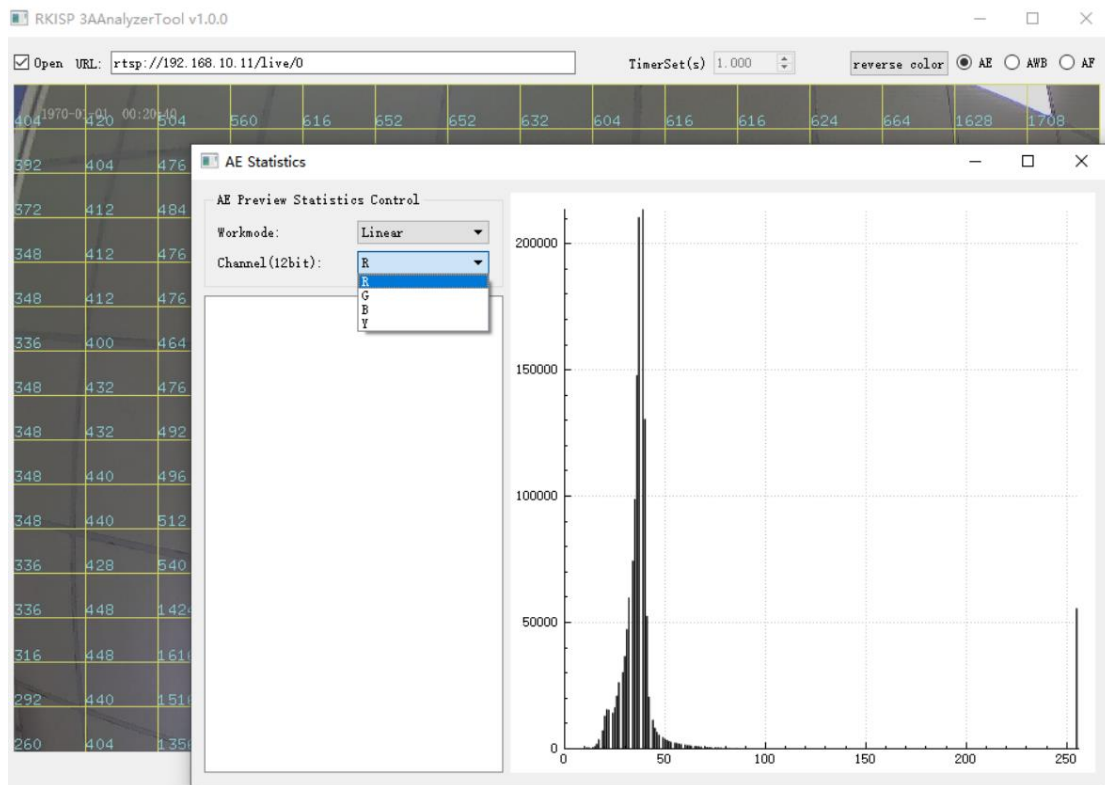 RKISP 3AAnalyzerTool v1.0.0
Open URL: rtsp://192.168.10.11/live/0 TimerSet(s) 1.000 reverse color AE AWB AF
1970-01-01 00:20:40
404 420 504 560 616 652 652 632 604 616 616 624 664 1628 1708
392 404 476
AE Statistics
372 412 484
AE Preview Statistics Control
Workmode: Linear
348 412 476
Channel(12bit): R
R
G
B
Y
348 412 476
336 400 464
348 432 476
348 432 492
348 440 496
348 440 512
336 428 540
336 448
316 448
292 440
260 404
200000
150000
100000
50000
0
0 50 100 150 200 250